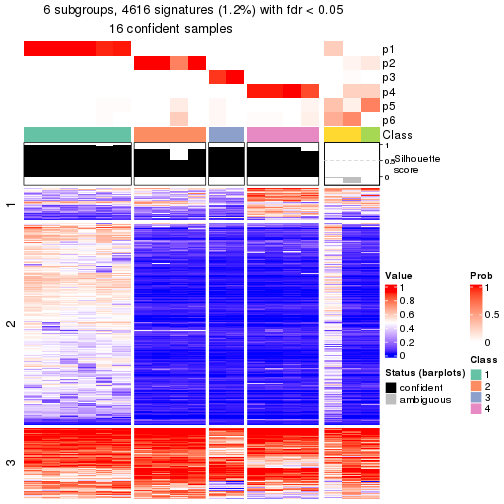 6 subgroups, 4616 signatures (1.2%) with fdr < 0.05
16 confident samples
p1
p2
p3
p4
p5
p6
Class
1
0.5
0
Silhouette
score
1
2
3
Value
1
0.8
0.6
0.4
0.2
0
Status (barplots)
confident
ambiguous
Prob
1
0.5
0
Class
1
2
3
4